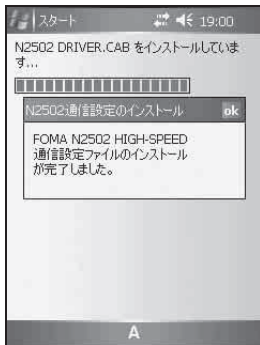 スタート 19:00
N2502 DRIVER.CAB をインストールしていま
す...
N2502通信設定のインストール ok
FOMA N2502 HIGH-SPEED
通信設定ファイルのインストール
が完了しました。
A